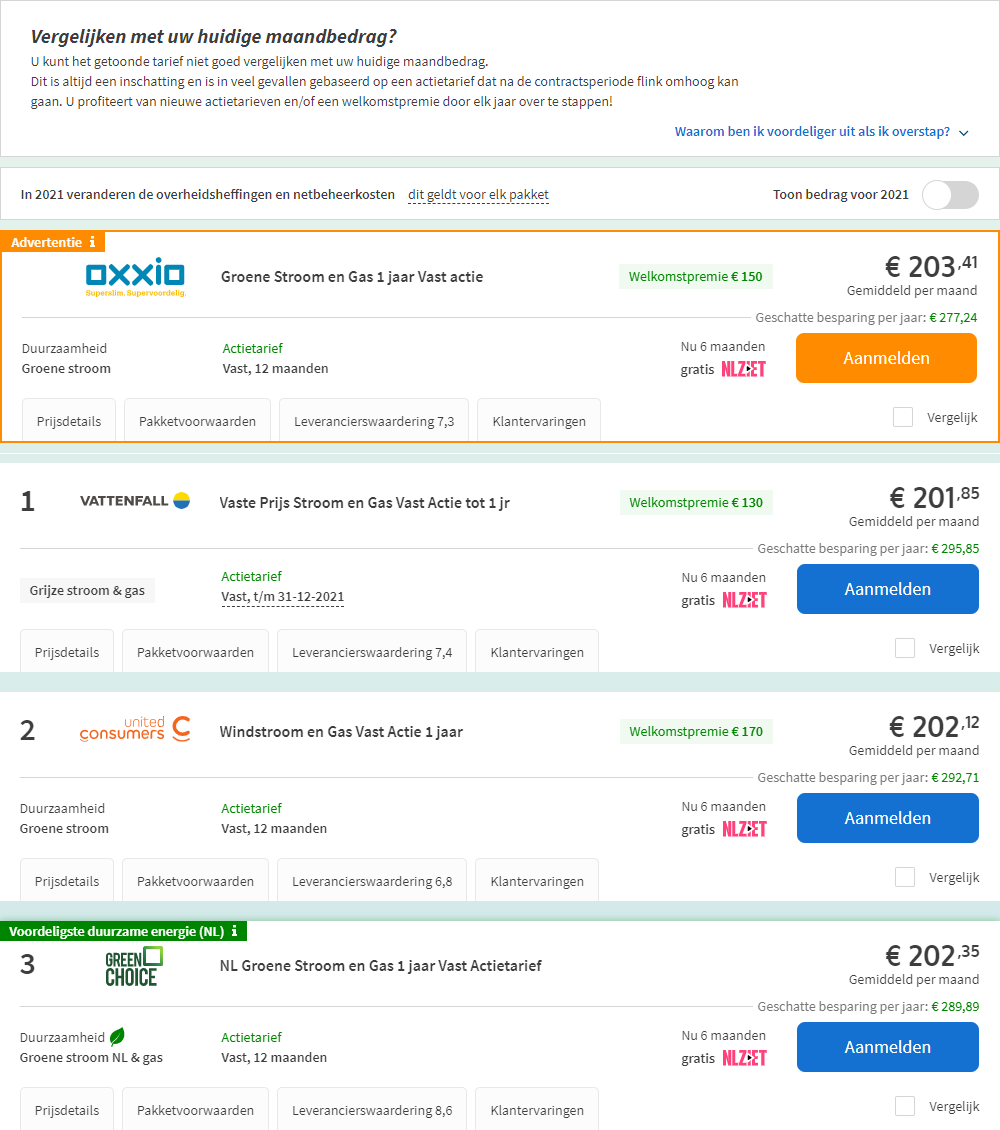 Vergelijken met uw huidige maandbedrag?
U kunt het getoonde tarief niet goed vergelijken met uw huidige maandbedrag.
Dit is altijd een inschatting en is in veel gevallen gebaseerd op een actietarief dat na de contractsperiode flink omhoog kan
gaan. U profiteert van nieuwe actietarieven en/of een welkomstpremie door elk jaar over te stappen!
Waarom ben ik voordeliger uit als ik overstap?
In 2021 veranderen de overheidsheffingen en netbeheerkosten dit geldt voor elk pakket Toon bedrag voor 2021
Advertentie i
oxxio
Superslim. Supervoordelig.
Groene Stroom en Gas 1 jaar Vast actie
Welkomstpremie € 150
€ 203,41
Gemiddeld per maand
Geschatte besparing per jaar: € 277,24
Duurzaamheid
Groene stroom
Actietarief
Vast, 12 maanden
Nu 6 maanden
gratis NLZIET
Aanmelden
Prijsdetails Pakketvoorwaarden Leverancierswaardering 7,3 Klantervaringen Vergelijk
1
VATTENFALL
Vaste Prijs Stroom en Gas Vast Actie tot 1 jr
Welkomstpremie € 130
€ 201,85
Gemiddeld per maand
Geschatte besparing per jaar: € 295,85
Grijze stroom & gas
Actietarief
Vast, t/m 31-12-2021
Nu 6 maanden
gratis NLZIET
Aanmelden
Prijsdetails Pakketvoorwaarden Leverancierswaardering 7,4 Klantervaringen Vergelijk
2
united
consumers
Windstroom en Gas Vast Actie 1 jaar
Welkomstpremie € 170
€ 202,12
Gemiddeld per maand
Geschatte besparing per jaar: € 292,71
Duurzaamheid
Groene stroom
Actietarief
Vast, 12 maanden
Nu 6 maanden
gratis NLZIET
Aanmelden
Prijsdetails Pakketvoorwaarden Leverancierswaardering 6,8 Klantervaringen Vergelijk
Voordeligste duurzame energie (NL) i
3
GREEN
CHOICE
NL Groene Stroom en Gas 1 jaar Vast Actietarief
€ 202,35
Gemiddeld per maand
Geschatte besparing per jaar: € 289,89
Duurzaamheid
Groene stroom NL & gas
Actietarief
Vast, 12 maanden
Nu 6 maanden
gratis NLZIET
Aanmelden
Prijsdetails Pakketvoorwaarden Leverancierswaardering 8,6 Klantervaringen Vergelijk